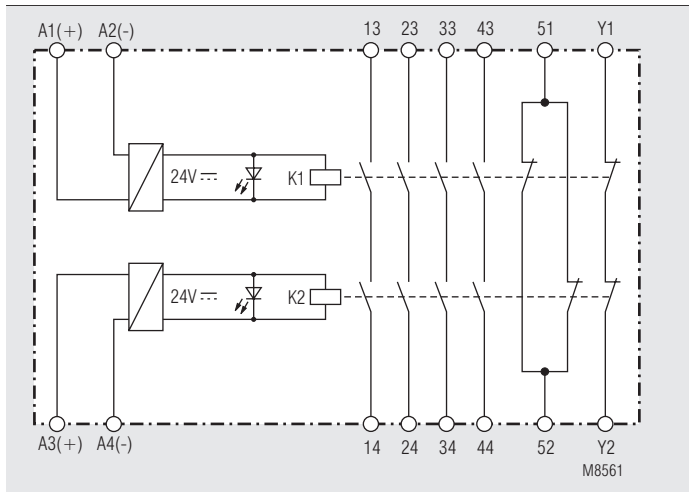 A1(+) A2(-) 13 23 33 43 51 Y1
24V K1
24V K2
A3(+) A4(-) 14 24 34 44 52 Y2
M8561